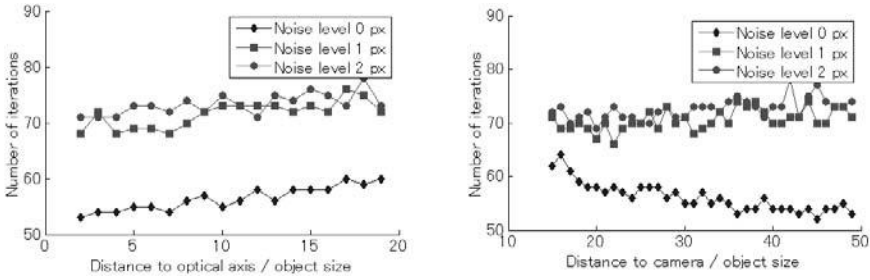 90
80
70
60
50
Number of iterations
Noise level 0 px
Noise level 1 px
Noise level 2 px
0
5
10
15
20
Distance to optical axis / object size
90
80
70
60
50
Number of iterations
Noise level 0 px
Noise level 1 px
Noise level 2 px
10
20
30
40
50
Distance to camera / object size